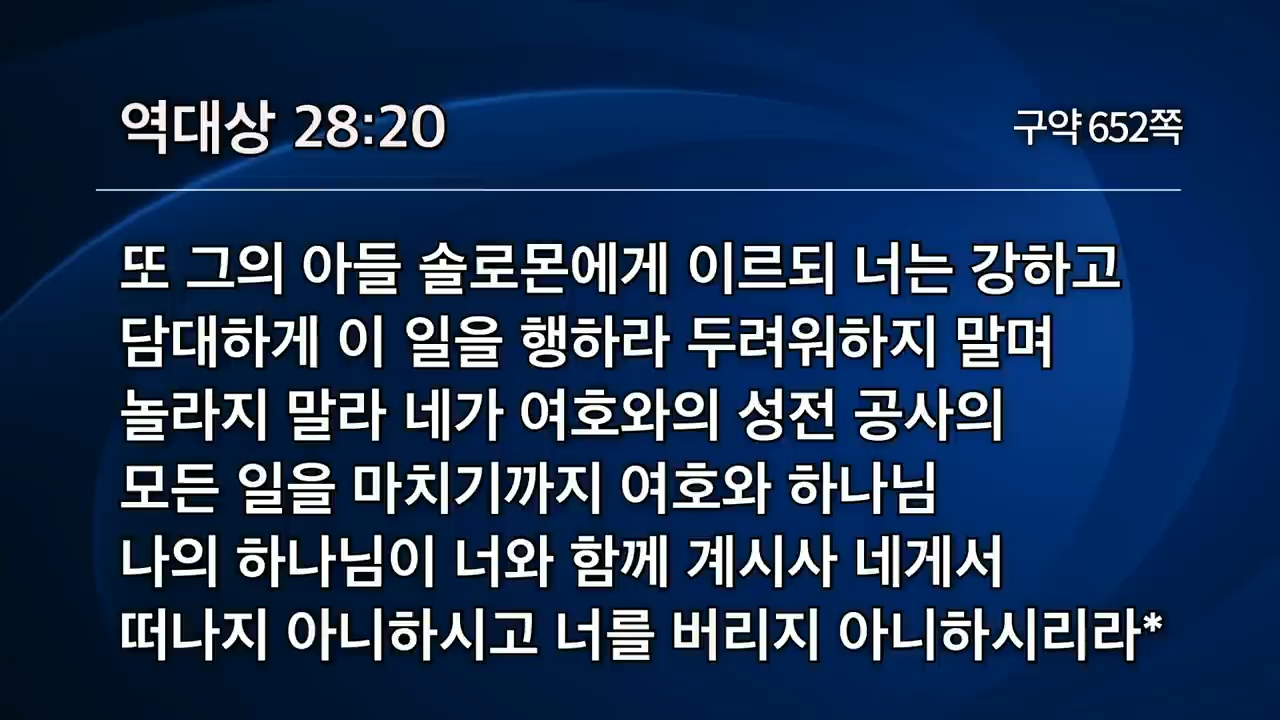 역대상 28:20
구약 652쪽
또 그의 아들 솔로몬에게 이르되 너는 강하고
담대하게 이 일을 행하라 두려워하지 말며
놀라지 말라 네가 여호와의 성전 공사의
모든 일을 마치기까지 여호와 하나님
나의 하나님이 너와 함께 계시사 네게서
떠나지 아니하시고 너를 버리지 아니하시리라*